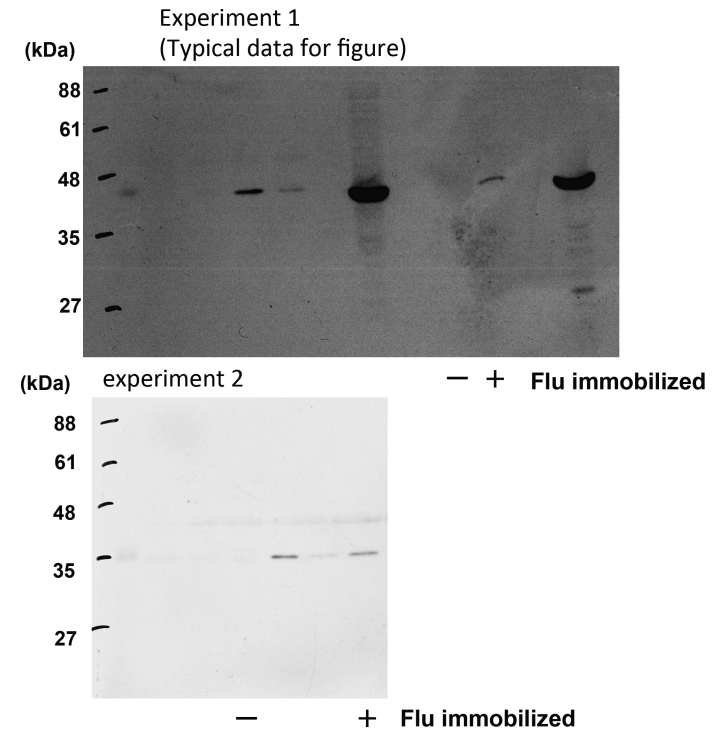 Experiment 1
(Typical data for figure)
(kDa)
88
61
48
35
27
− + Flu immobilized
(kDa) experiment 2
88
61
48
35
27
− + Flu immobilized